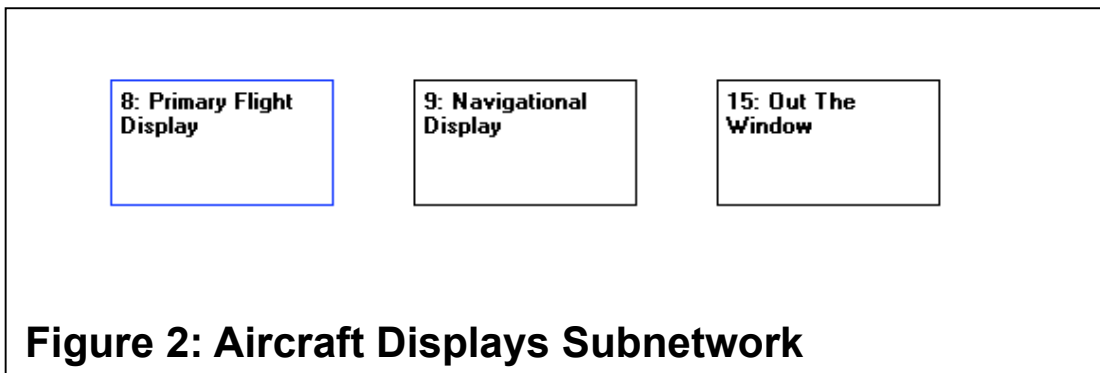 8: Primary Flight
Display
9: Navigational
Display
15: Out The
Window
Figure 2: Aircraft Displays Subnetwork